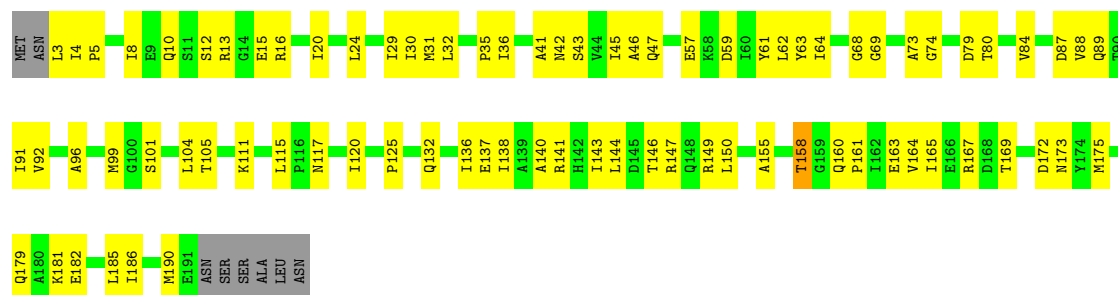 MET ASN L3 I4 P5 I8 E9 Q10 S11 S12 R13 G14 E15 R16 I20 L24 I29 I30 M31 L32 P35 I36 A41 N42 S43 V44 I45 A46 Q47 E57 K58 D59 I60 Y61 L62 Y63 I64 G68 G69 A73 G74 D79 T80 V84 D87 V88 Q89 T90
I91 V92 A96 M99 G100 S101 L104 T105 K111 L115 P116 N117 I120 P125 Q132 I136 E137 I138 A139 A140 R141 H142 I143 L144 D145 T146 R147 Q148 R149 L150 A155 T158 G159 Q160 P161 I162 E163 V164 I165 E166 R167 D168 T169 D172 N173 Y174 M175
Q179 A180 K181 E182 L185 I186 M190 E191 ASN SER SER ALA LEU ASN